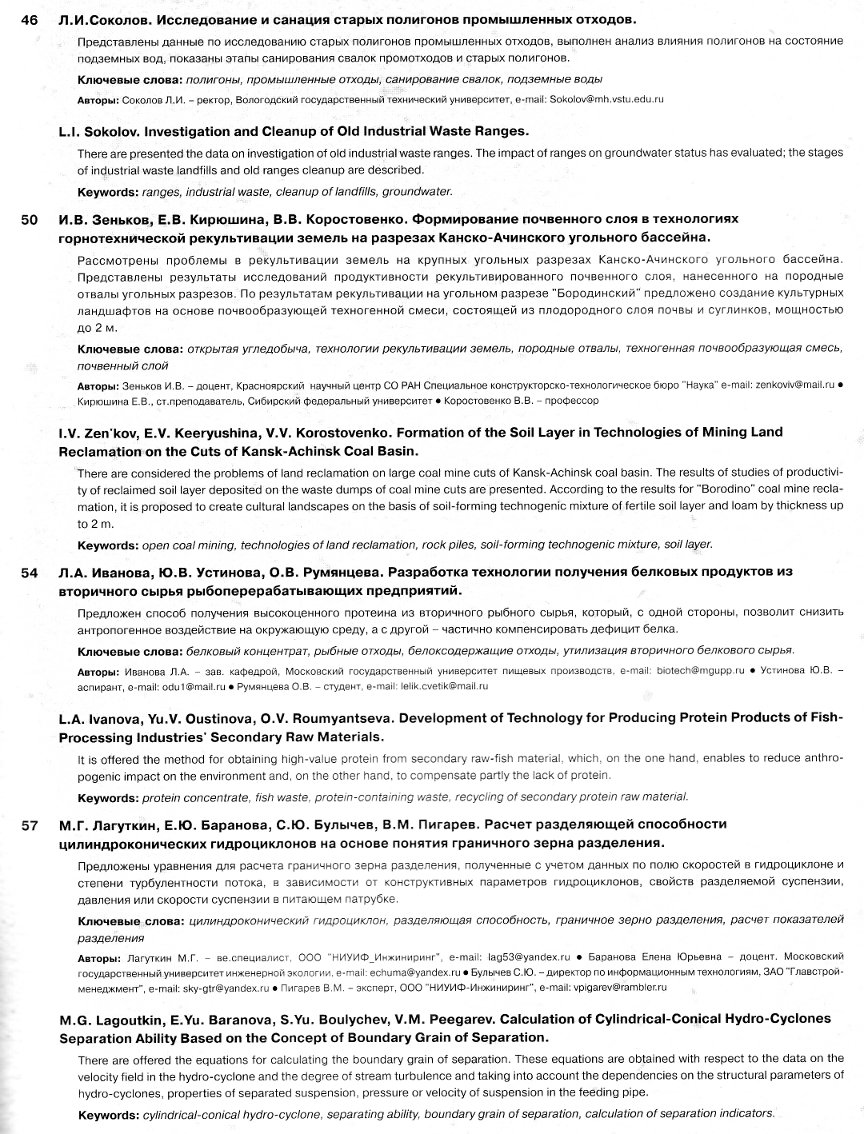 46 Л.И.Соколов. Исследование и санация старых полигонов промышленных отходов.
Представлены данные по исследованию старых полигонов промышленных отходов, выполнен анализ влияния полигонов на состояние
подземных вод, показаны этапы санирования свалок промотходов и старых полигонов.
Ключевые слова: полигоны, промышленные отходы, санирование свалок, подземные воды
Авторы: Соколов Л.И. – ректор, Вологодский государственный технический университет, e-mail: Sokolov@mh.vstu.edu.ru
L.I. Sokolov. Investigation and Cleanup of Old Industrial Waste Ranges.
There are presented the data on investigation of old industrial waste ranges. The impact of ranges on groundwater status has evaluated; the stages
of industrial waste landfills and old ranges cleanup are described.
Keywords: ranges, industrial waste, cleanup of landfills, groundwater.
50 И.В. Зеньков, Е.В. Кирюшина, В.В. Коростовенко. Формирование почвенного слоя в технологиях
горнотехнической рекультивации земель на разрезах Канско-Ачинского угольного бассейна.
Рассмотрены проблемы в рекультивации земель на крупных угольных разрезах Канско-Ачинского угольного бассейна.
Представлены результаты исследований продуктивности рекультивированного почвенного слоя, нанесенного на породные
отвалы угольных разрезов. По результатам рекультивации на угольном разрезе "Бородинский" предложено создание культурных
ландшафтов на основе почвообразующей техногенной смеси, состоящей из плодородного слоя почвы и суглинков, мощностью
до 2 м.
Ключевые слова: открытая угледобыча, технологии рекультивации земель, породные отвалы, техногенная почвообразующая смесь,
почвенный слой
Авторы: Зеньков И.В. – доцент, Красноярский научный центр СО РАН Специальное конструкторско-технологическое бюро "Наука" e-mail: zenkoviv@mail.ru ●
Кирюшина Е.В., ст.преподаватель, Сибирский федеральный университет ● Коростовенко В.В. – профессор
I.V. Zen'kov, E.V. Keeryushina, V.V. Korostovenko. Formation of the Soil Layer in Technologies of Mining Land
Reclamation on the Cuts of Kansk-Achinsk Coal Basin.
There are considered the problems of land reclamation on large coal mine cuts of Kansk-Achinsk coal basin. The results of studies of productivi-
ty of reclaimed soil layer deposited on the waste dumps of coal mine cuts are presented. According to the results for "Borodino" coal mine recla-
mation, it is proposed to create cultural landscapes on the basis of soil-forming technogenic mixture of fertile soil layer and loam by thickness up
to 2 m.
Keywords: open coal mining, technologies of land reclamation, rock piles, soil-forming technogenic mixture, soil layer.
54 Л.А. Иванова, Ю.В. Устинова, О.В. Румянцева. Разработка технологии получения белковых продуктов из
вторичного сырья рыбоперерабатывающих предприятий.
Предложен способ получения высокоценного протеина из вторичного рыбного сырья, который, с одной стороны, позволит снизить
антропогенное воздействие на окружающую среду, а с другой – частично компенсировать дефицит белка.
Ключевые слова: белковый концентрат, рыбные отходы, белоксодержащие отходы, утилизация вторичного белкового сырья.
Авторы: Иванова Л.А. – зав. кафедрой, Московский государственный университет пищевых производств, e-mail: biotech@mgupp.ru ● Устинова Ю.В. –
аспирант, e-mail: odu1@mail.ru ● Румянцева О.В. – студент, e-mail: lelik.cvetik@mail.ru
L.A. Ivanova, Yu.V. Oustinova, O.V. Roumyantseva. Development of Technology for Producing Protein Products of Fish-
Processing Industries' Secondary Raw Materials.
It is offered the method for obtaining high-value protein from secondary raw-fish material, which, on the one hand, enables to reduce anthro-
pogenic impact on the environment and, on the other hand, to compensate partly the lack of protein.
Keywords: protein concentrate, fish waste, protein-containing waste, recycling of secondary protein raw material.
57 М.Г. Лагуткин, Е.Ю. Баранова, С.Ю. Булычев, В.М. Пигарев. Расчет разделяющей способности
цилиндроконических гидроциклонов на основе понятия граничного зерна разделения.
Предложены уравнения для расчета граничного зерна разделения, полученные с учетом данных по полю скоростей в гидроциклоне и
степени турбулентности потока, в зависимости от конструктивных параметров гидроциклонов, свойств разделяемой суспензии,
давления или скорости суспензии в питающем патрубке.
Ключевые слова: цилиндроконический гидроциклон, разделяющая способность, граничное зерно разделения, расчет показателей
разделения
Авторы: Лагуткин М.Г. – ве.специалист, ООО "НИУИФ_Инжиниринг", e-mail: lag53@yandex.ru ● Баранова Елена Юрьевна – доцент. Московский
государственный университет инженерной экологии, e-mail: echuma@yandex.ru ● Булычев С.Ю. – директор по информационным технологиям, ЗАО "Главстрой-
менеджмент", e-mail: sky-gtr@yandex.ru ● Пигарев В.М. – эксперт, ООО "НИУИФ-Инжиниринг", e-mail: vpigarev@rambler.ru
M.G. Lagoutkin, E.Yu. Baranova, S.Yu. Boulychev, V.M. Peegarev. Calculation of Cylindrical-Conical Hydro-Cyclones
Separation Ability Based on the Concept of Boundary Grain of Separation.
There are offered the equations for calculating the boundary grain of separation. These equations are obtained with respect to the data on the
velocity field in the hydro-cyclone and the degree of stream turbulence and taking into account the dependencies on the structural parameters of
hydro-cyclones, properties of separated suspension, pressure or velocity of suspension in the feeding pipe.
Keywords: cylindrical-conical hydro-cyclone, separating ability, boundary grain of separation, calculation of separation indicators.